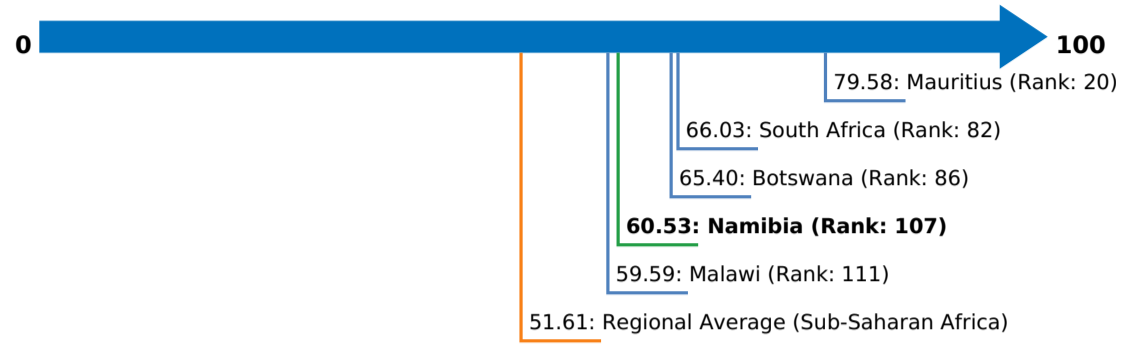 0
100
79.58: Mauritius (Rank: 20)
66.03: South Africa (Rank: 82)
65.40: Botswana (Rank: 86)
60.53: Namibia (Rank: 107)
59.59: Malawi (Rank: 111)
51.61: Regional Average (Sub-Saharan Africa)